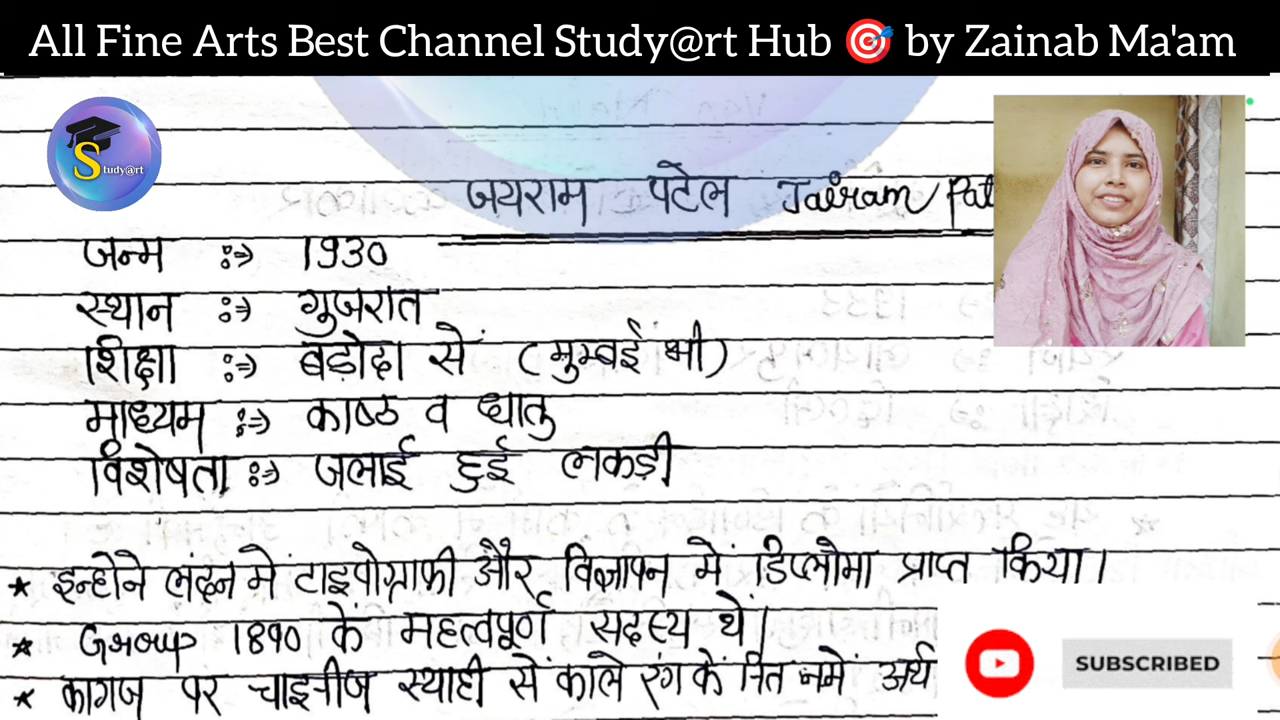 All Fine Arts Best Channel Study@rt Hub 🎯 by Zainab Ma'am
Study@rt
जयराम पटेल Jairam Pat
जन्म :⇒ 1930
स्थान :⇒ गुजरात
शिक्षा :⇒ बड़ोदा से (मुम्बई भी)
माध्यम :⇒ काष्ठ व धातु
विशेषता :⇒ जलाई हुई लकड़ी
★ इन्होने लंदन में टाइपोग्राफी और विज्ञापन में डिप्लोमा प्राप्त किया।
★ Group 1890 के महत्वपूर्ण सदस्य थे।
★ कागज पर चाइनीज स्याही से काले रंग के अर्थ
SUBSCRIBED